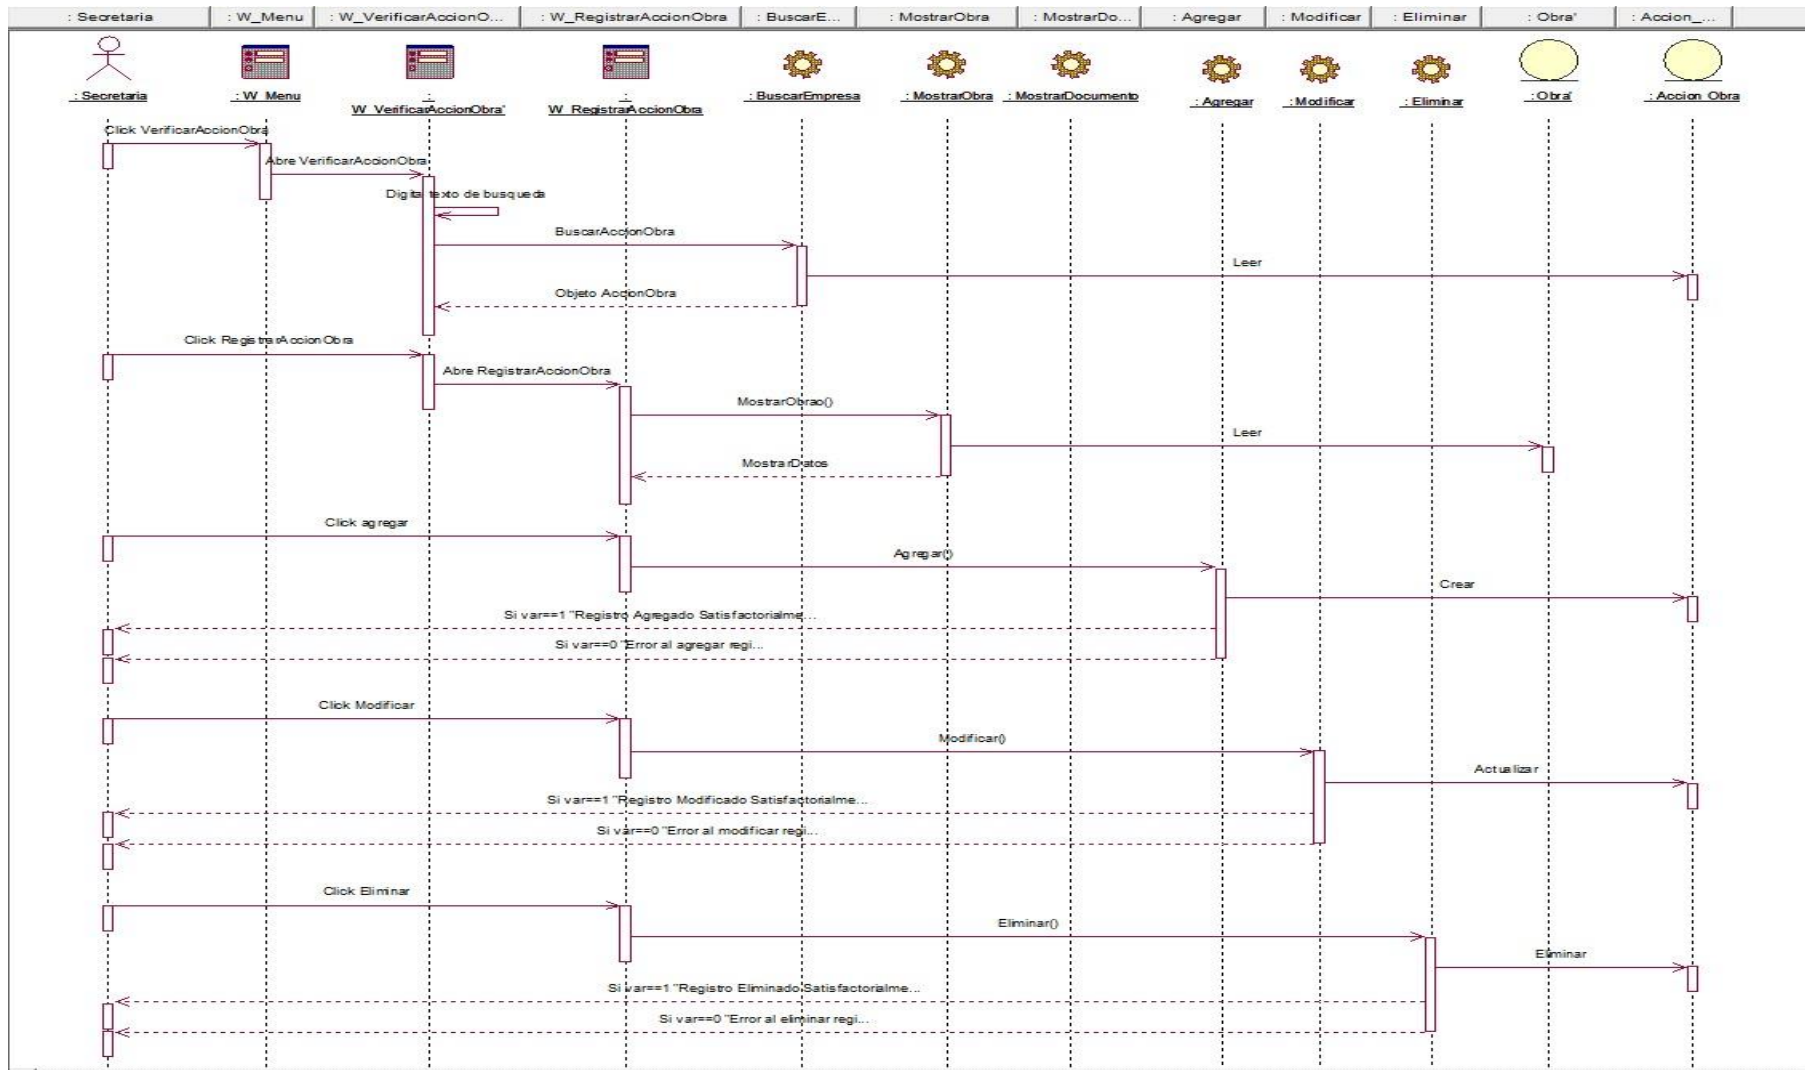 : Secretaria
: W_Menu
: W_VerificarAccionO...
: W_RegistrarAccionObra
: BuscarE...
: MostrarObra
: MostrarDo...
: Agregar
: Modificar
: Eliminar
: Obra'
: Accion_...
: Secretaria
: W_Menu
:
W_VerificarAccionObra'
:
W_RegistrarAccionObra
: BuscarEmpresa
: MostrarObra
: MostrarDocumento
: Agregar
: Modificar
: Eliminar
: Obra'
: Accion_Obra
Click VerificarAccionObra
Abre VerificarAccionObra
Digita texto de busqueda
BuscarAccionObra
Leer
Objeto AccionObra
Click RegistrarAccionObra
Abre RegistrarAccionObra
MostrarObrao()
Leer
MostrarDatos
Click agregar
Agregar()
Crear
Si var==1 "Registro Agregado Satisfactorialme...
Si var==0 "Error al agregar regi...
Click Modificar
Modificar()
Actualizar
Si var==1 "Registro Modificado Satisfactorialme...
Si var==0 "Error al modificar regi...
Click Eliminar
Eliminar()
Eliminar
Si var==1 "Registro Eliminado Satisfactorialme...
Si var==0 "Error al eliminar regi...